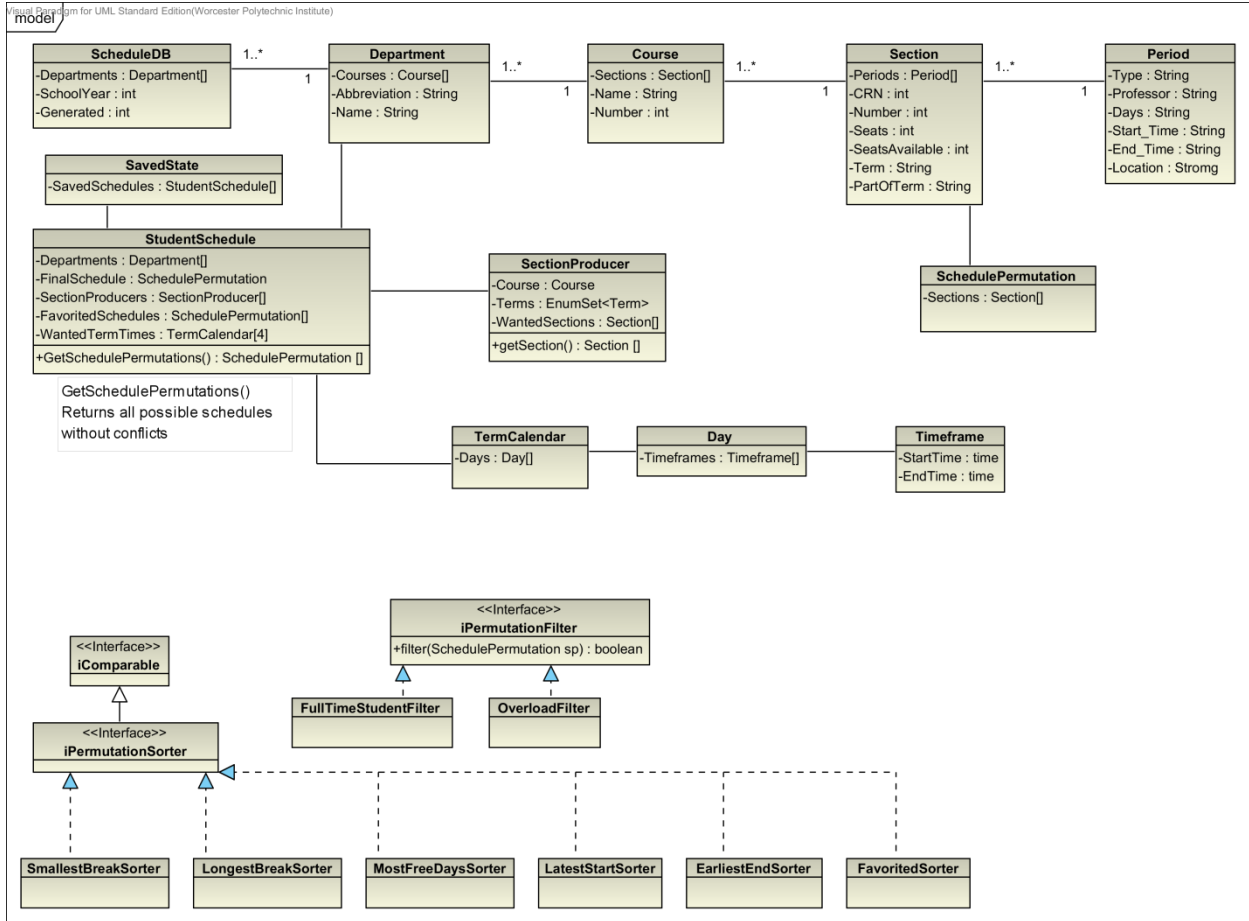 Visual Paradigm for UML Standard Edition(Worcester Polytechnic Institute)
model
ScheduleDB
-Departments : Department[]
-SchoolYear : int
-Generated : int
1..*
1
Department
-Courses : Course[]
-Abbreviation : String
-Name : String
1..*
1
Course
-Sections : Section[]
-Name : String
-Number : int
1..*
1
Section
-Periods : Period[]
-CRN : int
-Number : int
-Seats : int
-SeatsAvailable : int
-Term : String
-PartOfTerm : String
1..*
1
Period
-Type : String
-Professor : String
-Days : String
-Start_Time : String
-End_Time : String
-Location : Stromg
SavedState
-SavedSchedules : StudentSchedule[]
StudentSchedule
-Departments : Department[]
-FinalSchedule : SchedulePermutation
-SectionProducers : SectionProducer[]
-FavoritedSchedules : SchedulePermutation[]
-WantedTermTimes : TermCalendar[4]
+GetSchedulePermutations() : SchedulePermutation []
SectionProducer
-Course : Course
-Terms : EnumSet<Term>
-WantedSections : Section[]
+getSection() : Section []
SchedulePermutation
-Sections : Section[]
GetSchedulePermutations()
Returns all possible schedules
without conflicts
TermCalendar
-Days : Day[]
Day
-Timeframes : Timeframe[]
Timeframe
-StartTime : time
-EndTime : time
<<Interface>>
iPermutationFilter
+filter(SchedulePermutation sp) : boolean
<<Interface>>
iComparable
FullTimeStudentFilter
OverloadFilter
<<Interface>>
iPermutationSorter
SmallestBreakSorter
LongestBreakSorter
MostFreeDaysSorter
LatestStartSorter
EarliestEndSorter
FavoritedSorter